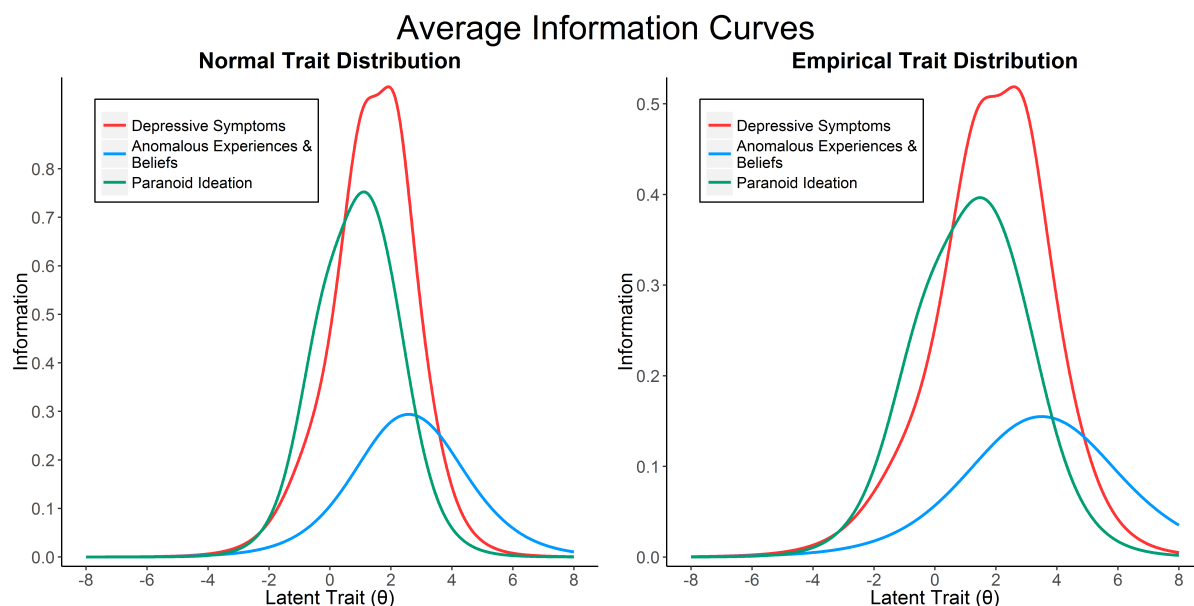 Average Information Curves
Normal Trait Distribution
Information
0.8
0.7
0.6
0.5
0.4
0.3
0.2
0.1
0.0
Depressive Symptoms
Anomalous Experiences &
Beliefs
Paranoid Ideation
-8 -6 -4 -2 0 2 4 6 8
Latent Trait (θ)
Empirical Trait Distribution
Information
0.5
0.4
0.3
0.2
0.1
0.0
Depressive Symptoms
Anomalous Experiences &
Beliefs
Paranoid Ideation
-8 -6 -4 -2 0 2 4 6 8
Latent Trait (θ)